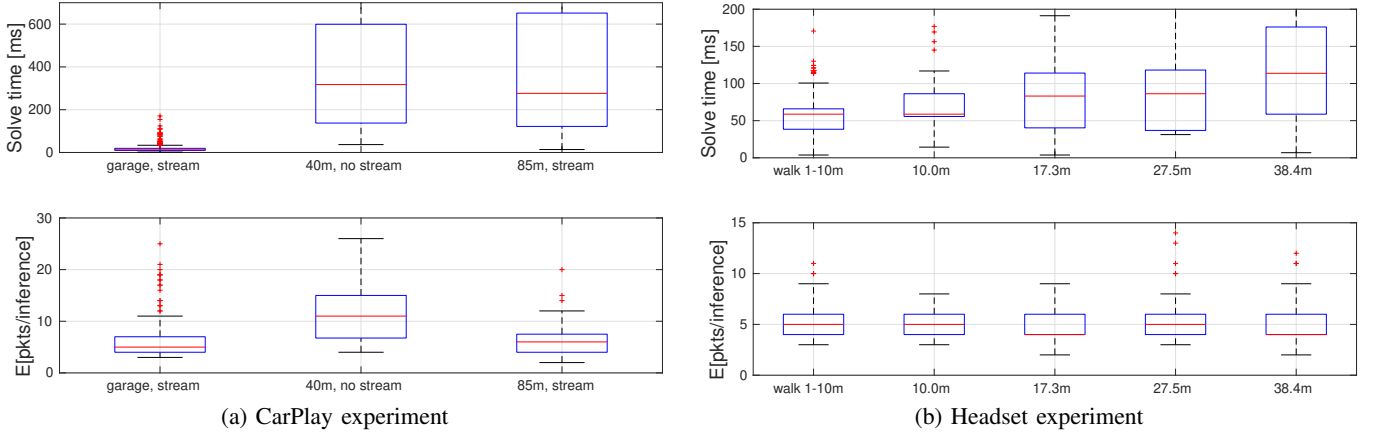 Solve time [ms]
600
400
200
0
garage, stream
40m, no stream
85m, stream
E[pkts/inference]
30
20
10
0
garage, stream
40m, no stream
85m, stream
(a) CarPlay experiment
Solve time [ms]
200
150
100
50
0
walk 1-10m
10.0m
17.3m
27.5m
38.4m
E[pkts/inference]
15
10
5
0
walk 1-10m
10.0m
17.3m
27.5m
38.4m
(b) Headset experiment